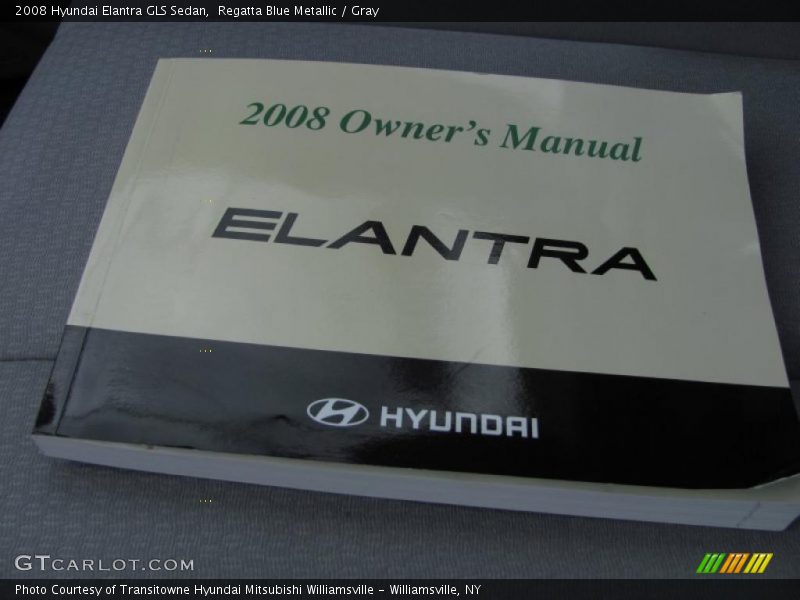 2008 Hyundai Elantra GLS Sedan,  Regatta Blue Metallic / Gray
2008 Owner's Manual
ELANTRA
HYUNDAI
GTCARLOT.COM
Photo Courtesy of Transitowne Hyundai Mitsubishi Williamsville - Williamsville, NY